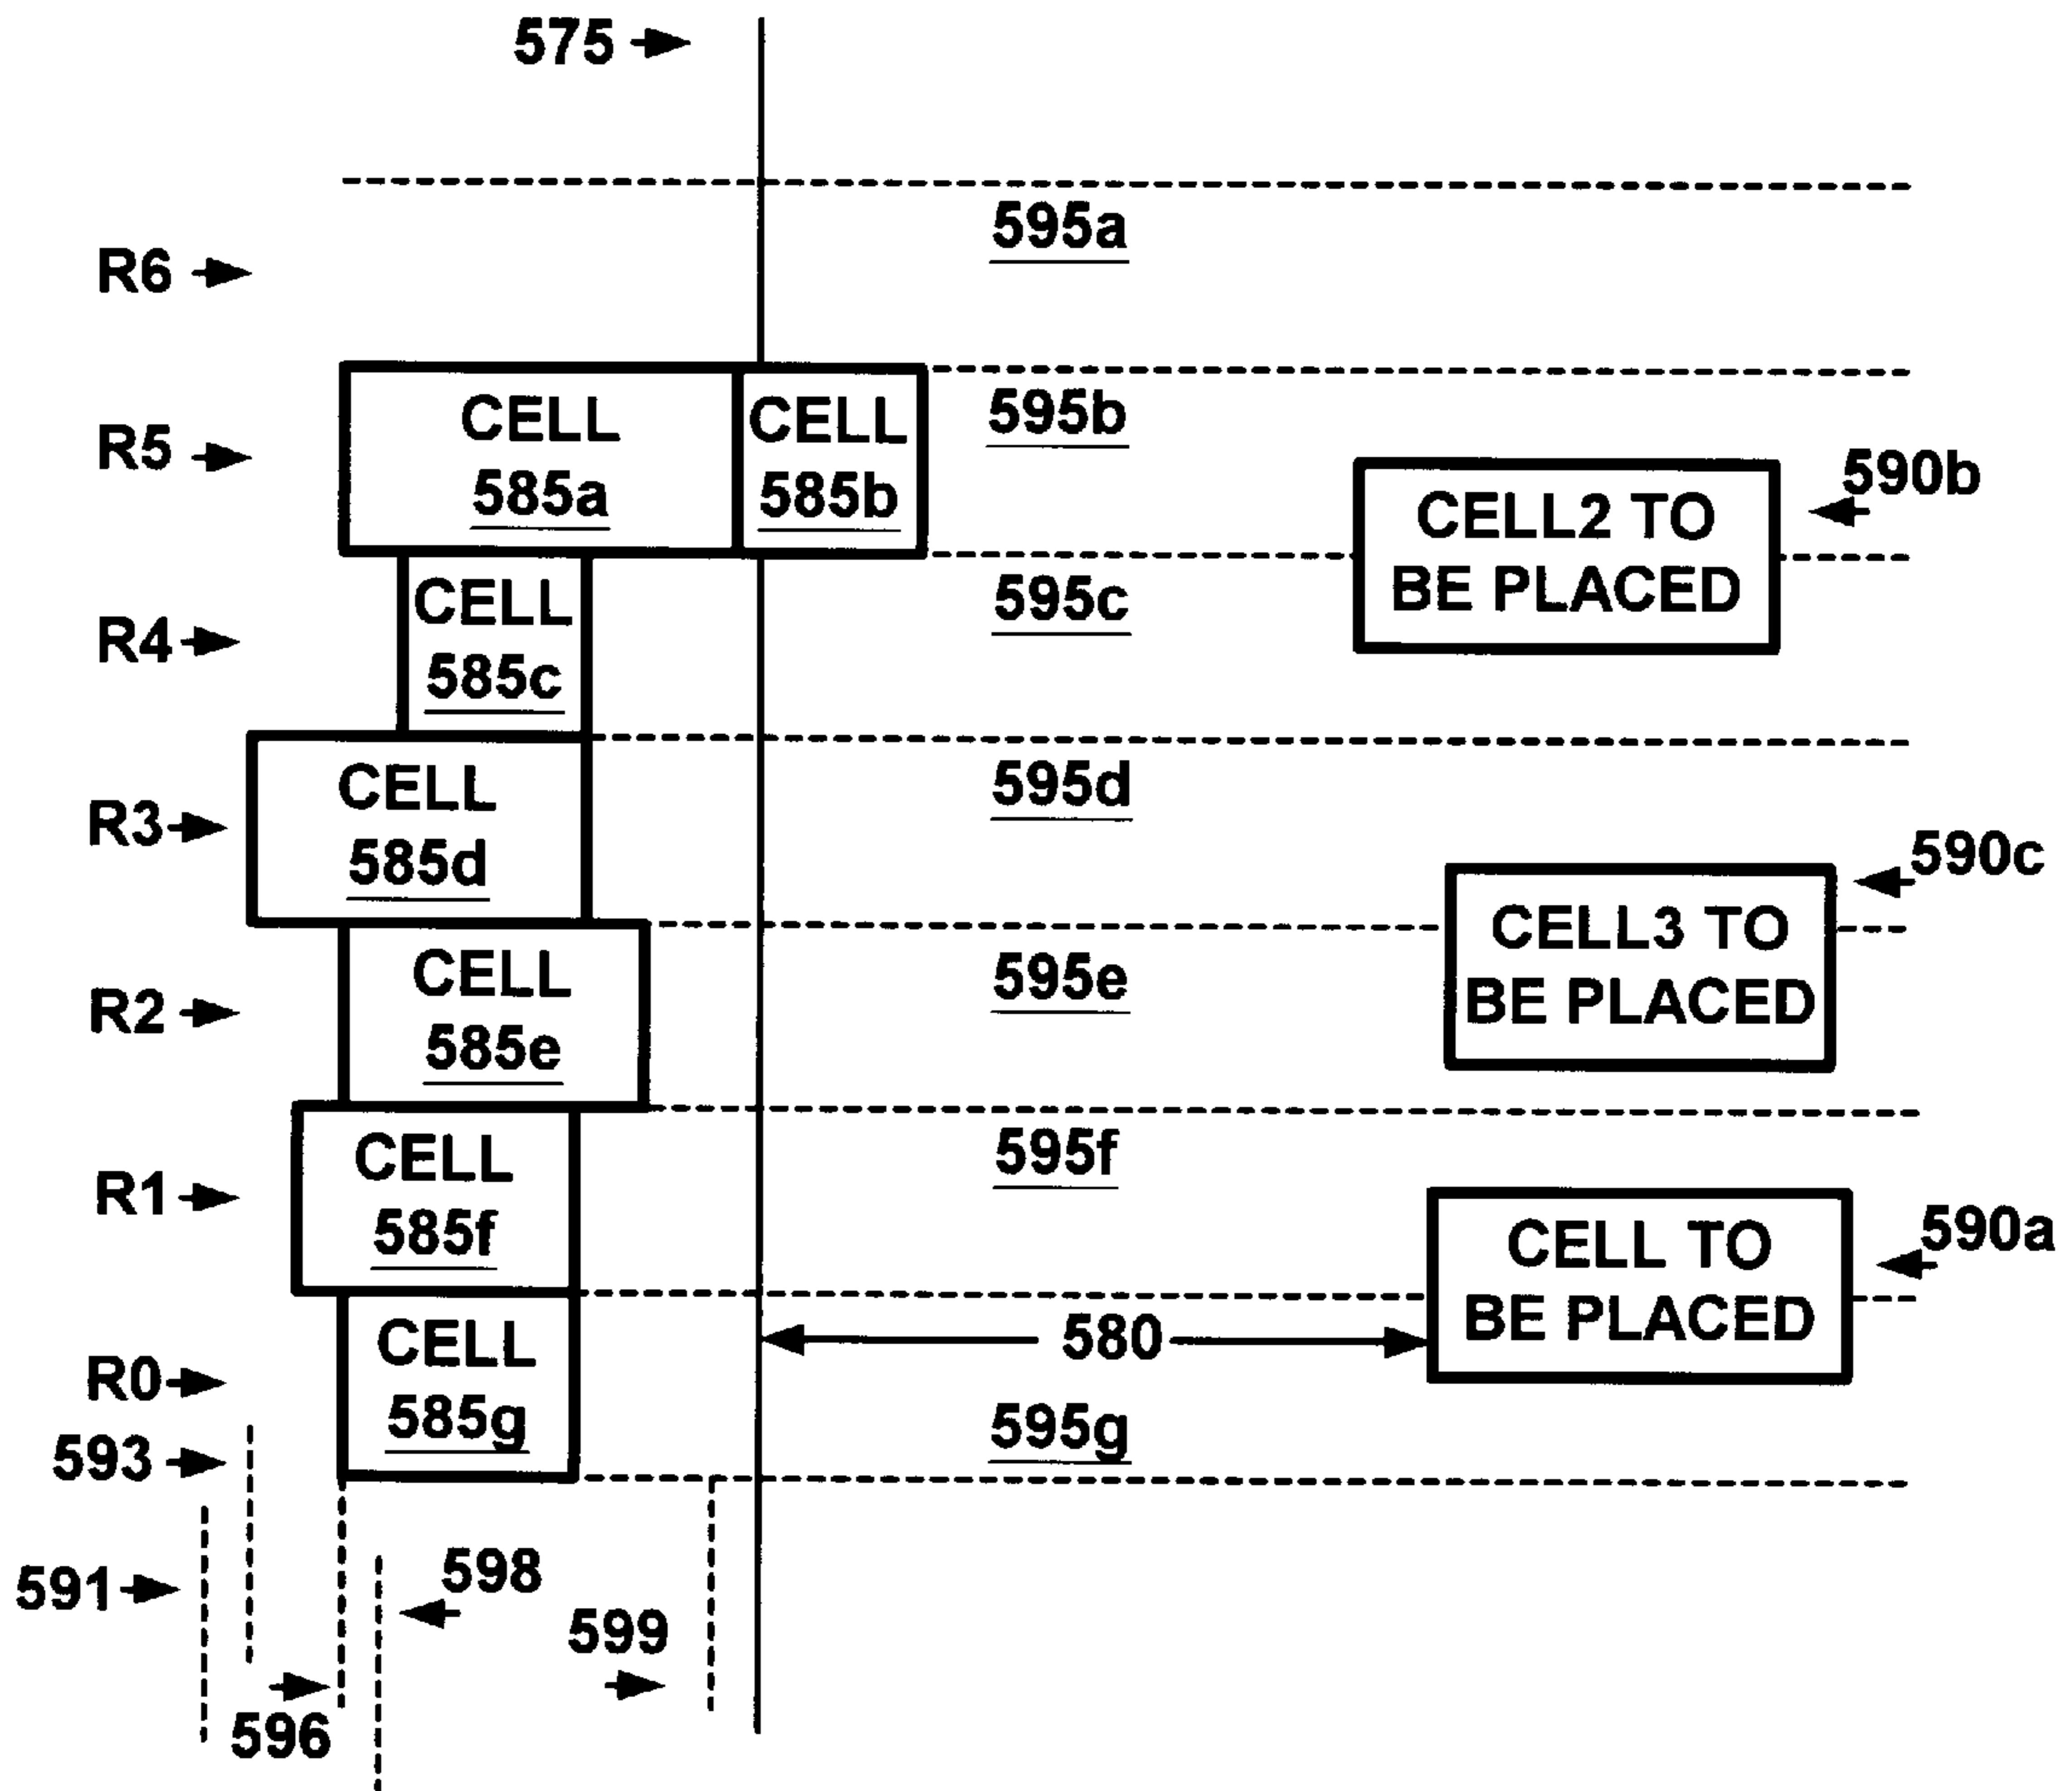 575
595a
R6
CELL
585a
CELL
585b
595b
R5
590b
CELL2 TO
BE PLACED
CELL
585c
595c
R4
CELL
585d
595d
R3
590c
CELL3 TO
BE PLACED
CELL
585e
595e
R2
CELL
585f
595f
R1
590a
CELL TO
BE PLACED
CELL
585g
580
R0
595g
593
591
598
599
596